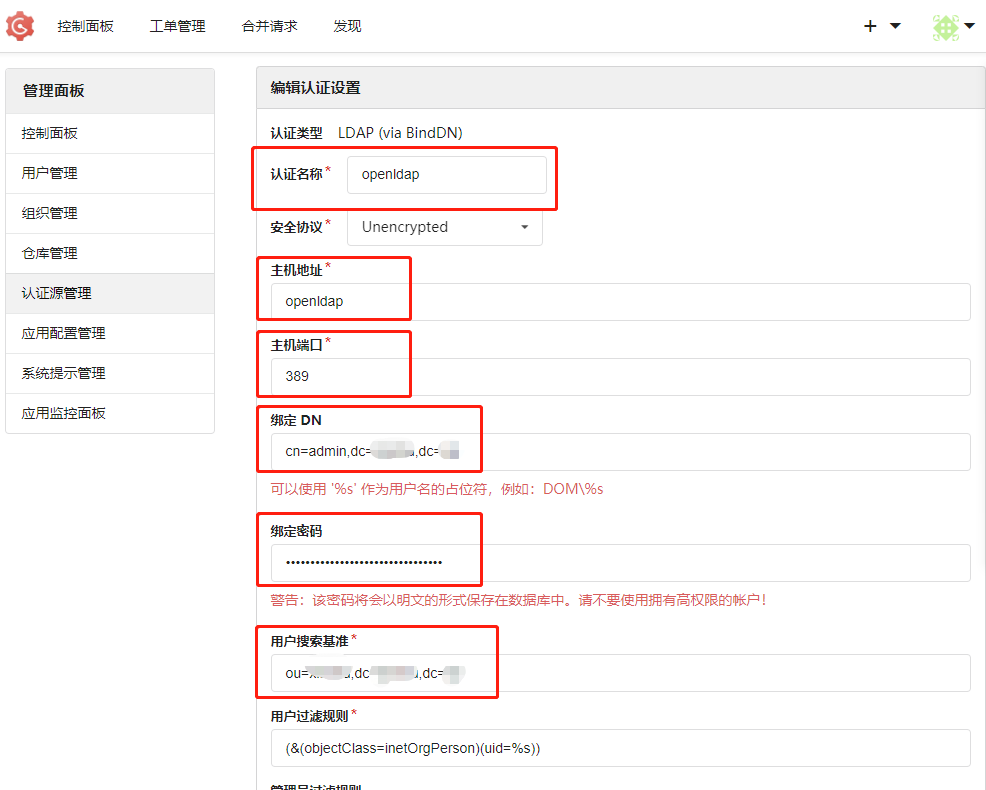 控制面板 工单管理 合并请求 发现
管理面板
控制面板
用户管理
组织管理
仓库管理
认证源管理
应用配置管理
系统提示管理
应用监控面板
编辑认证设置
认证类型 LDAP (via BindDN)
认证名称* openldap
安全协议* Unencrypted
主机地址*
openldap
主机端口*
389
绑定 DN
cn=admin,dc= ,dc=
可以使用 '%s' 作为用户名的占位符，例如：DOM\%s
绑定密码
••••••••••••••••••••••••••••••••
警告：该密码将会以明文的形式保存在数据库中。请不要使用拥有高权限的帐户！
用户搜索基准*
ou= ,dc= ,dc=
用户过滤规则*
(&(objectClass=inetOrgPerson)(uid=%s))
管理员过滤规则